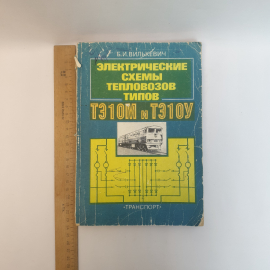 Б.И.ВИЛЬКЕВИЧ
ЭЛЕКТРИЧЕСКИЕ
СХЕМЫ
ТЕПЛОВОЗОВ
ТИПОВ
ТЭ10М и ТЭ10У
«ТРАНСПОРТ»